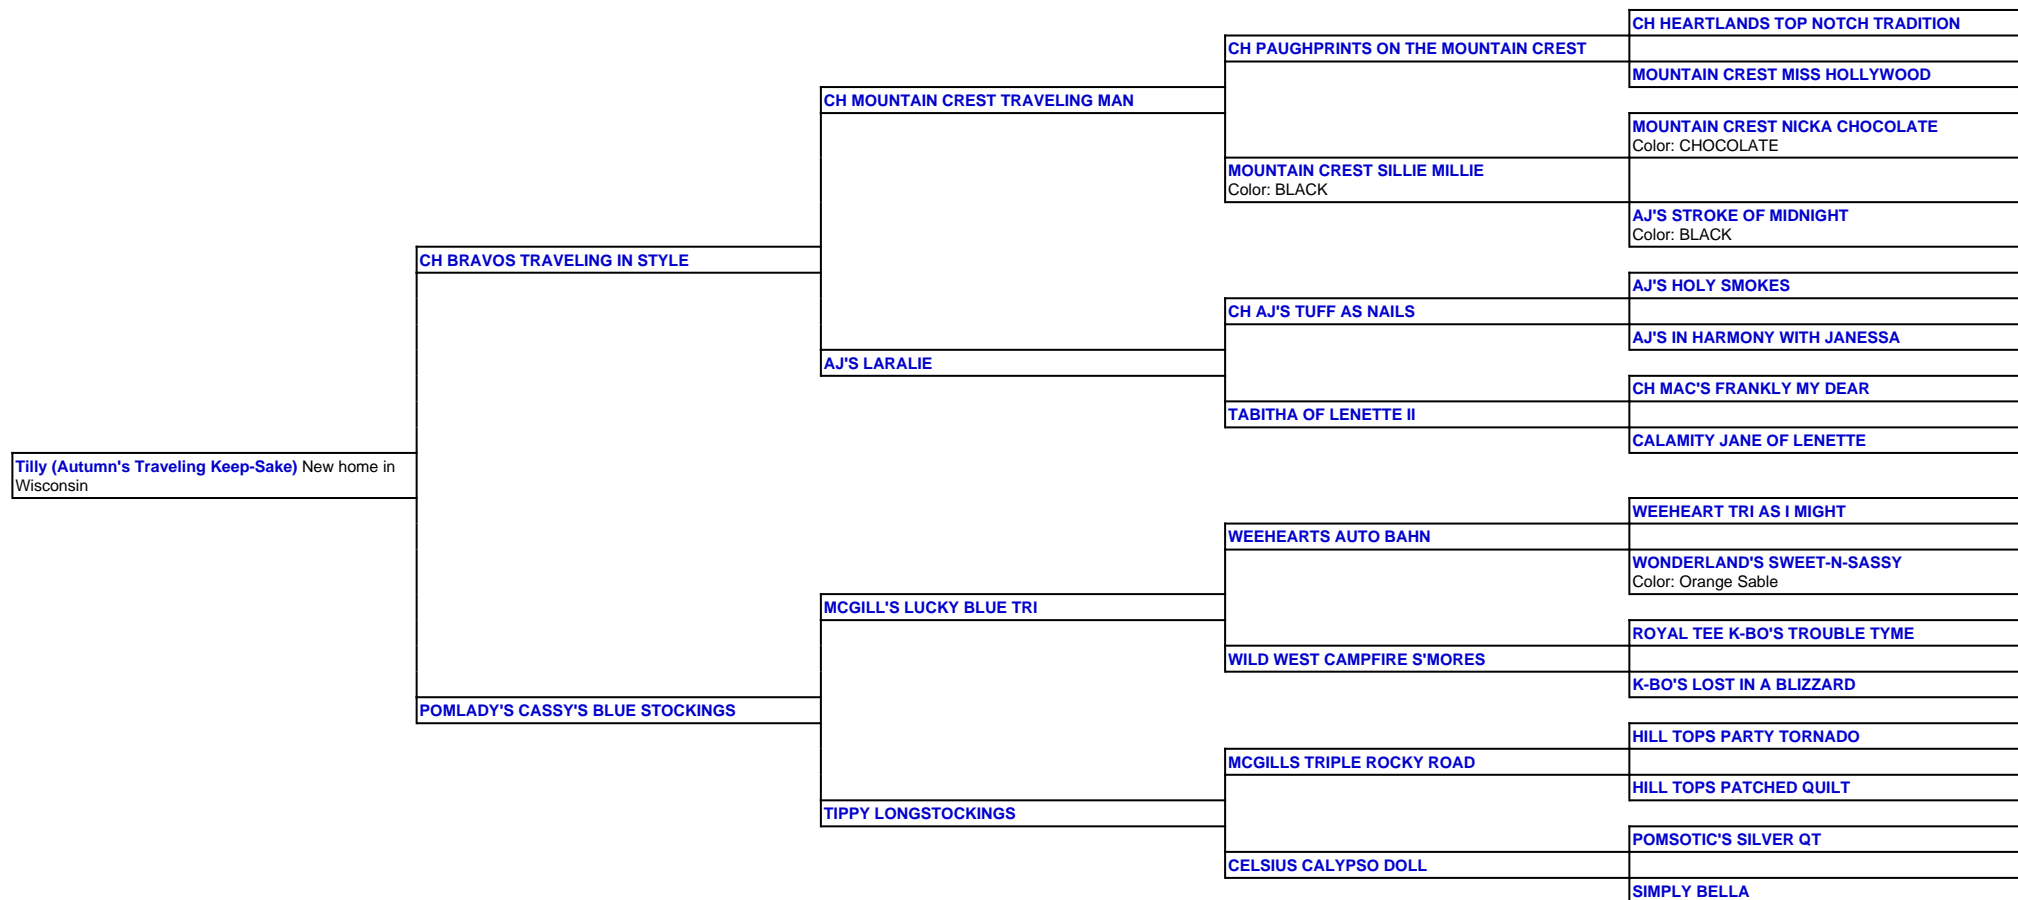 CH HEARTLANDS TOP NOTCH TRADITION
CH PAUGHPRINTS ON THE MOUNTAIN CREST
MOUNTAIN CREST MISS HOLLYWOOD
CH MOUNTAIN CREST TRAVELING MAN
MOUNTAIN CREST NICKA CHOCOLATE
Color: CHOCOLATE
MOUNTAIN CREST SILLIE MILLIE
Color: BLACK
AJ'S STROKE OF MIDNIGHT
Color: BLACK
CH BRAVOS TRAVELING IN STYLE
AJ'S HOLY SMOKES
CH AJ'S TUFF AS NAILS
AJ'S IN HARMONY WITH JANESSA
AJ'S LARALIE
CH MAC'S FRANKLY MY DEAR
TABITHA OF LENETTE II
CALAMITY JANE OF LENETTE
Tilly (Autumn's Traveling Keep-Sake) New home in
Wisconsin
WEEHEART TRI AS I MIGHT
WEEHEARTS AUTO BAHN
WONDERLAND'S SWEET-N-SASSY
Color: Orange Sable
MCGILL'S LUCKY BLUE TRI
ROYAL TEE K-BO'S TROUBLE TYME
WILD WEST CAMPFIRE S'MORES
K-BO'S LOST IN A BLIZZARD
POMLADY'S CASSY'S BLUE STOCKINGS
HILL TOPS PARTY TORNADO
MCGILLS TRIPLE ROCKY ROAD
HILL TOPS PATCHED QUILT
TIPPY LONGSTOCKINGS
POMSOTIC'S SILVER QT
CELSIUS CALYPSO DOLL
SIMPLY BELLA